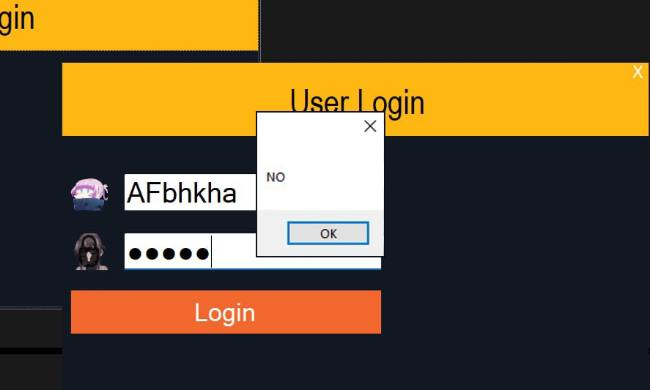 gin
X
User Login
NO
AFbhkha
OK
●●●●●
Login